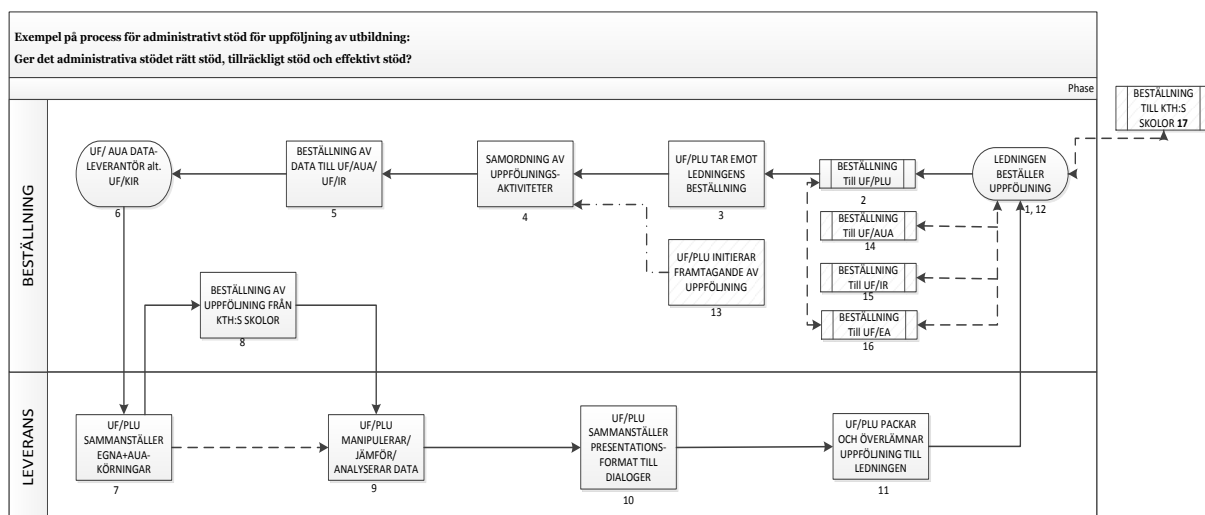 Exempel på process för administrativt stöd för uppföljning av utbildning:
Ger det administrativa stödet rätt stöd, tillräckligt stöd och effektivt stöd?
Phase
BESTÄLLNING
TILL KTH:S
SKOLOR 17
BESTÄLLNING
UF/ AUA DATA-
LEVERANTÖR alt.
UF/KIR
6
BESTÄLLNING AV
DATA TILL UF/AUA/
UF/IR
5
SAMORDNING AV
UPPFÖLJNINGS-
AKTIVITETER
4
UF/PLU TAR EMOT
LEDNINGENS
BESTÄLLNING
3
BESTÄLLNING
Till UF/PLU
2
LEDNINGEN
BESTÄLLER
UPPFÖLJNING
1, 12
BESTÄLLNING
Till UF/AUA
14
UF/PLU INITIERAR
FRAMTAGANDE AV
UPPFÖLJNING
13
BESTÄLLNING
Till UF/IR
15
BESTÄLLNING
Till UF/EA
16
BESTÄLLNING AV
UPPFÖLJNING FRÅN
KTH:S SKOLOR
8
LEVERANS
UF/PLU
SAMMANSTÄLLER
EGNA+AUA-
KÖRNINGAR
7
UF/PLU
MANIPULERAR/
JÄMFÖR/
ANALYSERAR DATA
9
UF/PLU
SAMMANSTÄLLER
PRESENTATIONS-
FORMAT TILL
DIALOGER
10
UF/PLU PACKAR
OCH ÖVERLÄMNAR
UPPFÖLJNING TILL
LEDNINGEN
11